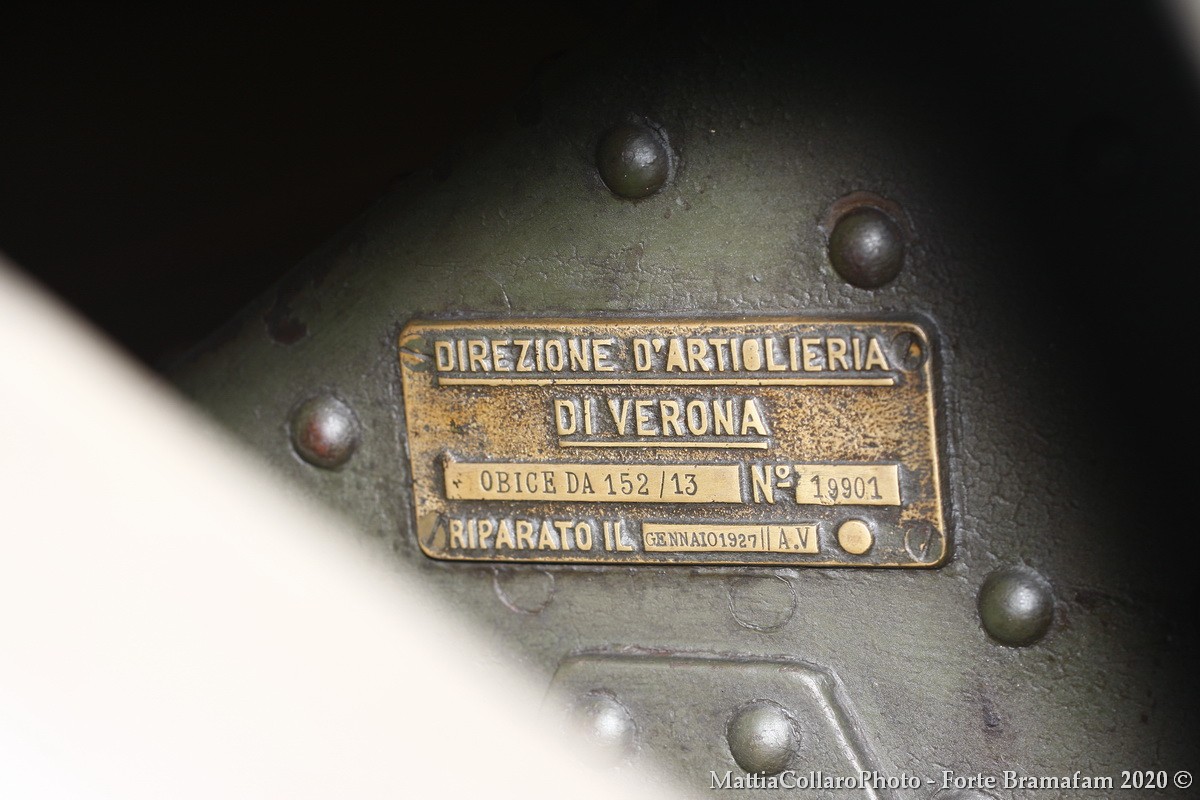 DIREZIONE D'ARTIGLIERIA
DI VERONA
OBICE DA 152/13 Nº 19901
RIPARATO IL GENNAIO 1927 || A.V
MattiaCollaroPhoto - Forte Bramafam 2020 ©